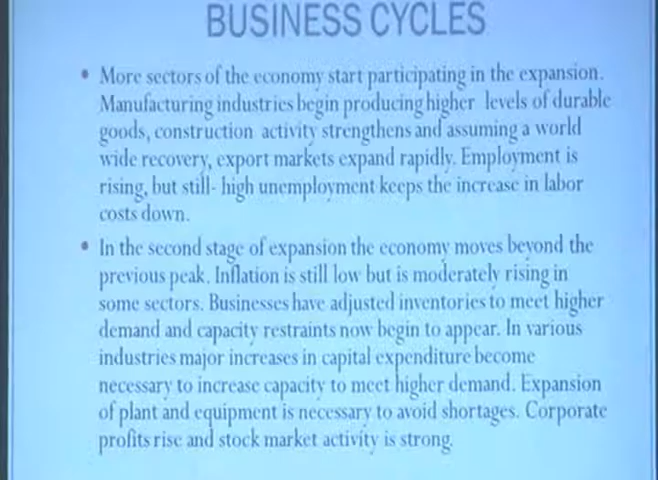 BUSINESS CYCLES
• More sectors of the economy start participating in the expansion.
Manufacturing industries begin producing higher levels of durable
goods, construction activity strengthens and assuming a world
wide recovery, export markets expand rapidly. Employment is
rising, but still- high unemployment keeps the increase in labor
costs down.
• In the second stage of expansion the economy moves beyond the
previous peak. Inflation is still low but is moderately rising in
some sectors. Businesses have adjusted inventories to meet higher
demand and capacity restraints now begin to appear. In various
industries major increases in capital expenditure become
necessary to increase capacity to meet higher demand. Expansion
of plant and equipment is necessary to avoid shortages. Corporate
profits rise and stock market activity is strong.